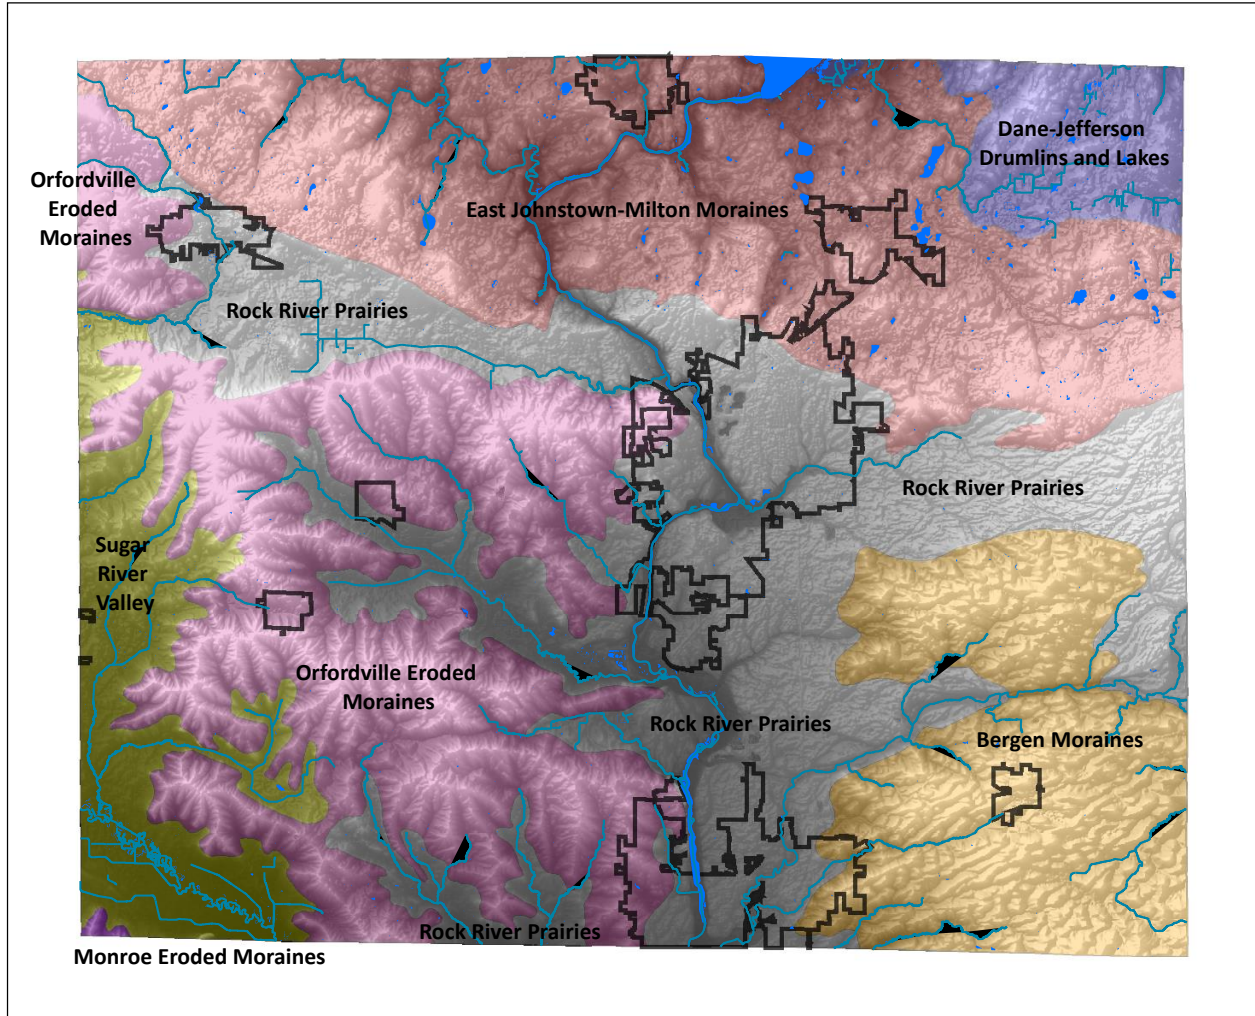 Dane-Jefferson
Drumlins and Lakes
Orfordville
Eroded
Moraines
East Johnstown-Milton Moraines
Rock River Prairies
Rock River Prairies
Sugar
River
Valley
Orfordville Eroded
Moraines
Rock River Prairies
Bergen Moraines
Rock River Prairies
Monroe Eroded Moraines